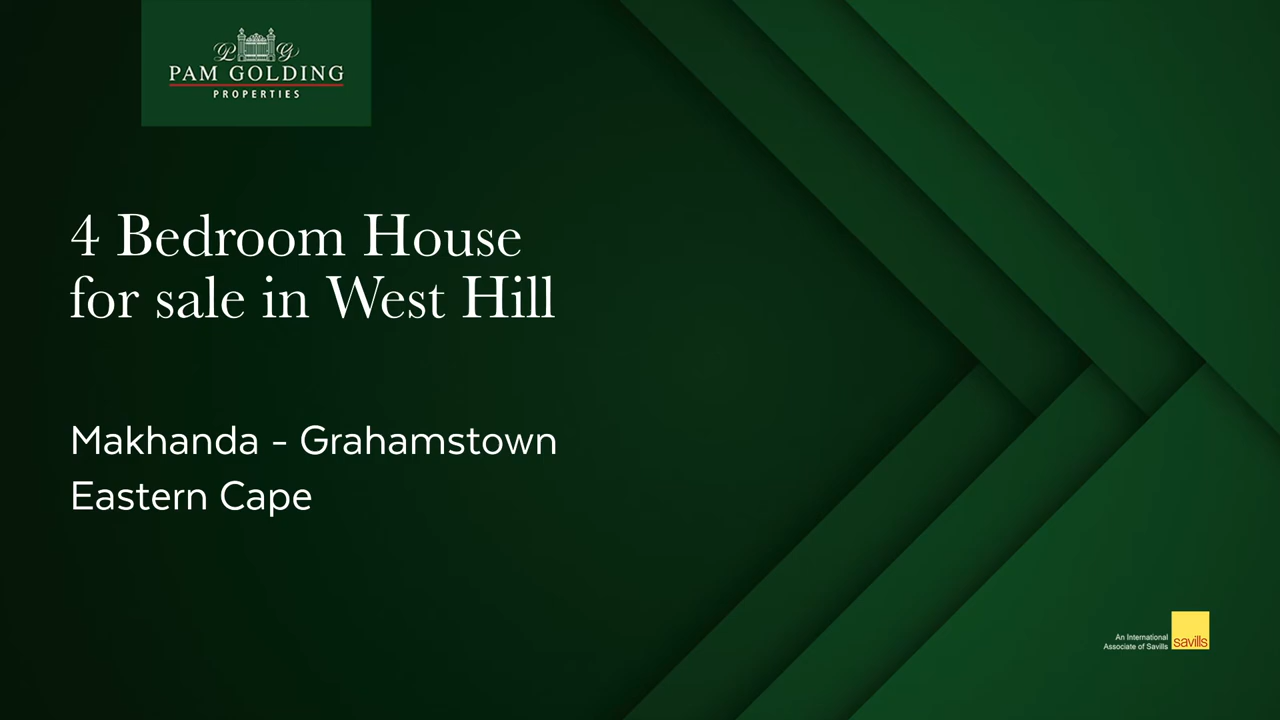 PAM GOLDING
PROPERTIES
4 Bedroom House
for sale in West Hill
Makhanda - Grahamstown
Eastern Cape
An International
Associate of Savills
savills